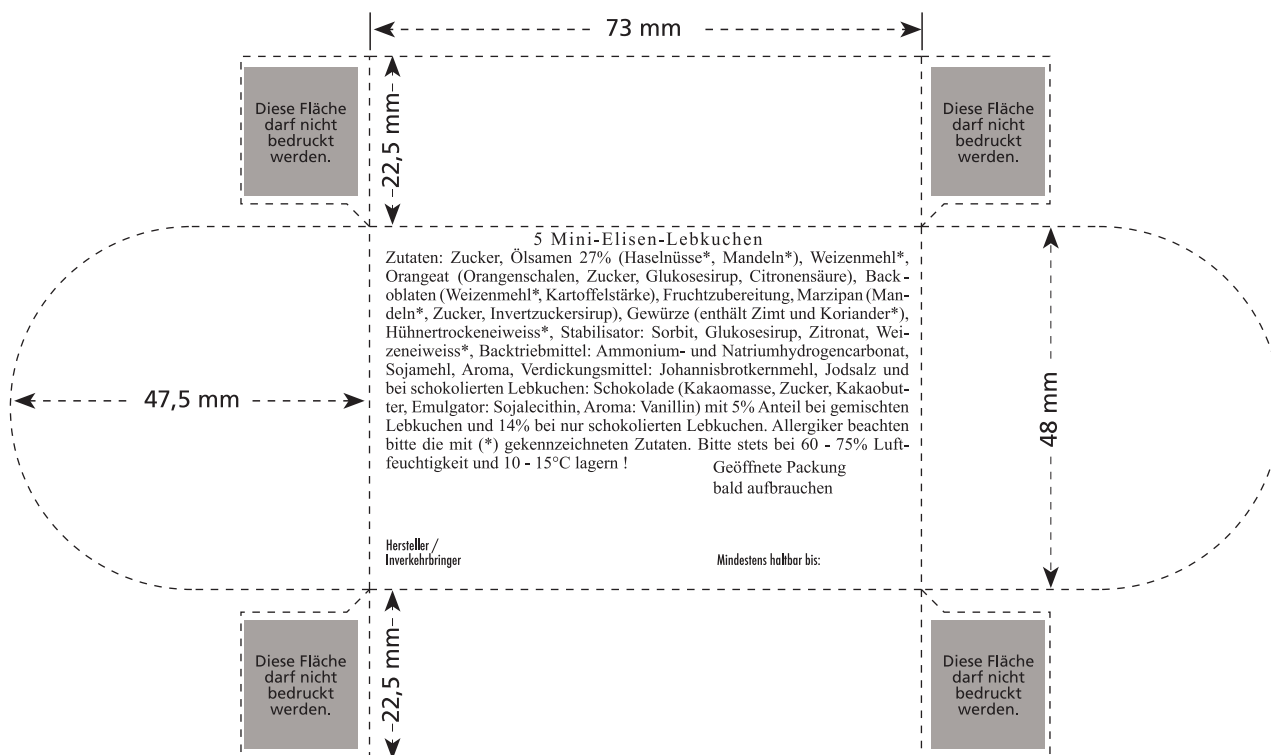 73 mm
Diese Fläche
darf nicht
bedruckt
werden.
22,5 mm
Diese Fläche
darf nicht
bedruckt
werden.
5 Mini-Elisen-Lebkuchen
Zutaten: Zucker, Ölsamen 27% (Haselnüsse*, Mandeln*), Weizenmehl*,
Orangeat (Orangenschalen, Zucker, Glukosesirup, Citronensäure), Back-
oblaten (Weizenmehl*, Kartoffelstärke), Fruchtzubereitung, Marzipan (Man-
deln*, Zucker, Invertzuckersirup), Gewürze (enthält Zimt und Koriander*),
Hühnertrockeneiweiss*, Stabilisator: Sorbit, Glukosesirup, Zitronat, Wei-
zeneiweiss*, Backtriebmittel: Ammonium- und Natriumhydrogencarbonat,
Sojamehl, Aroma, Verdickungsmittel: Johannisbrotkernmehl, Jodsalz und
bei schokolierten Lebkuchen: Schokolade (Kakaomasse, Zucker, Kakaobut-
ter, Emulgator: Sojalecithin, Aroma: Vanillin) mit 5% Anteil bei gemischten
Lebkuchen und 14% bei nur schokolierten Lebkuchen. Allergiker beachten
bitte die mit (*) gekennzeichneten Zutaten. Bitte stets bei 60 - 75% Luft-
feuchtigkeit und 10 - 15°C lagern !
Geöffnete Packung
bald aufbrauchen
47,5 mm
48 mm
Hersteller /
Inverkehrbringer
Mindestens haltbar bis:
Diese Fläche
darf nicht
bedruckt
werden.
22,5 mm
Diese Fläche
darf nicht
bedruckt
werden.